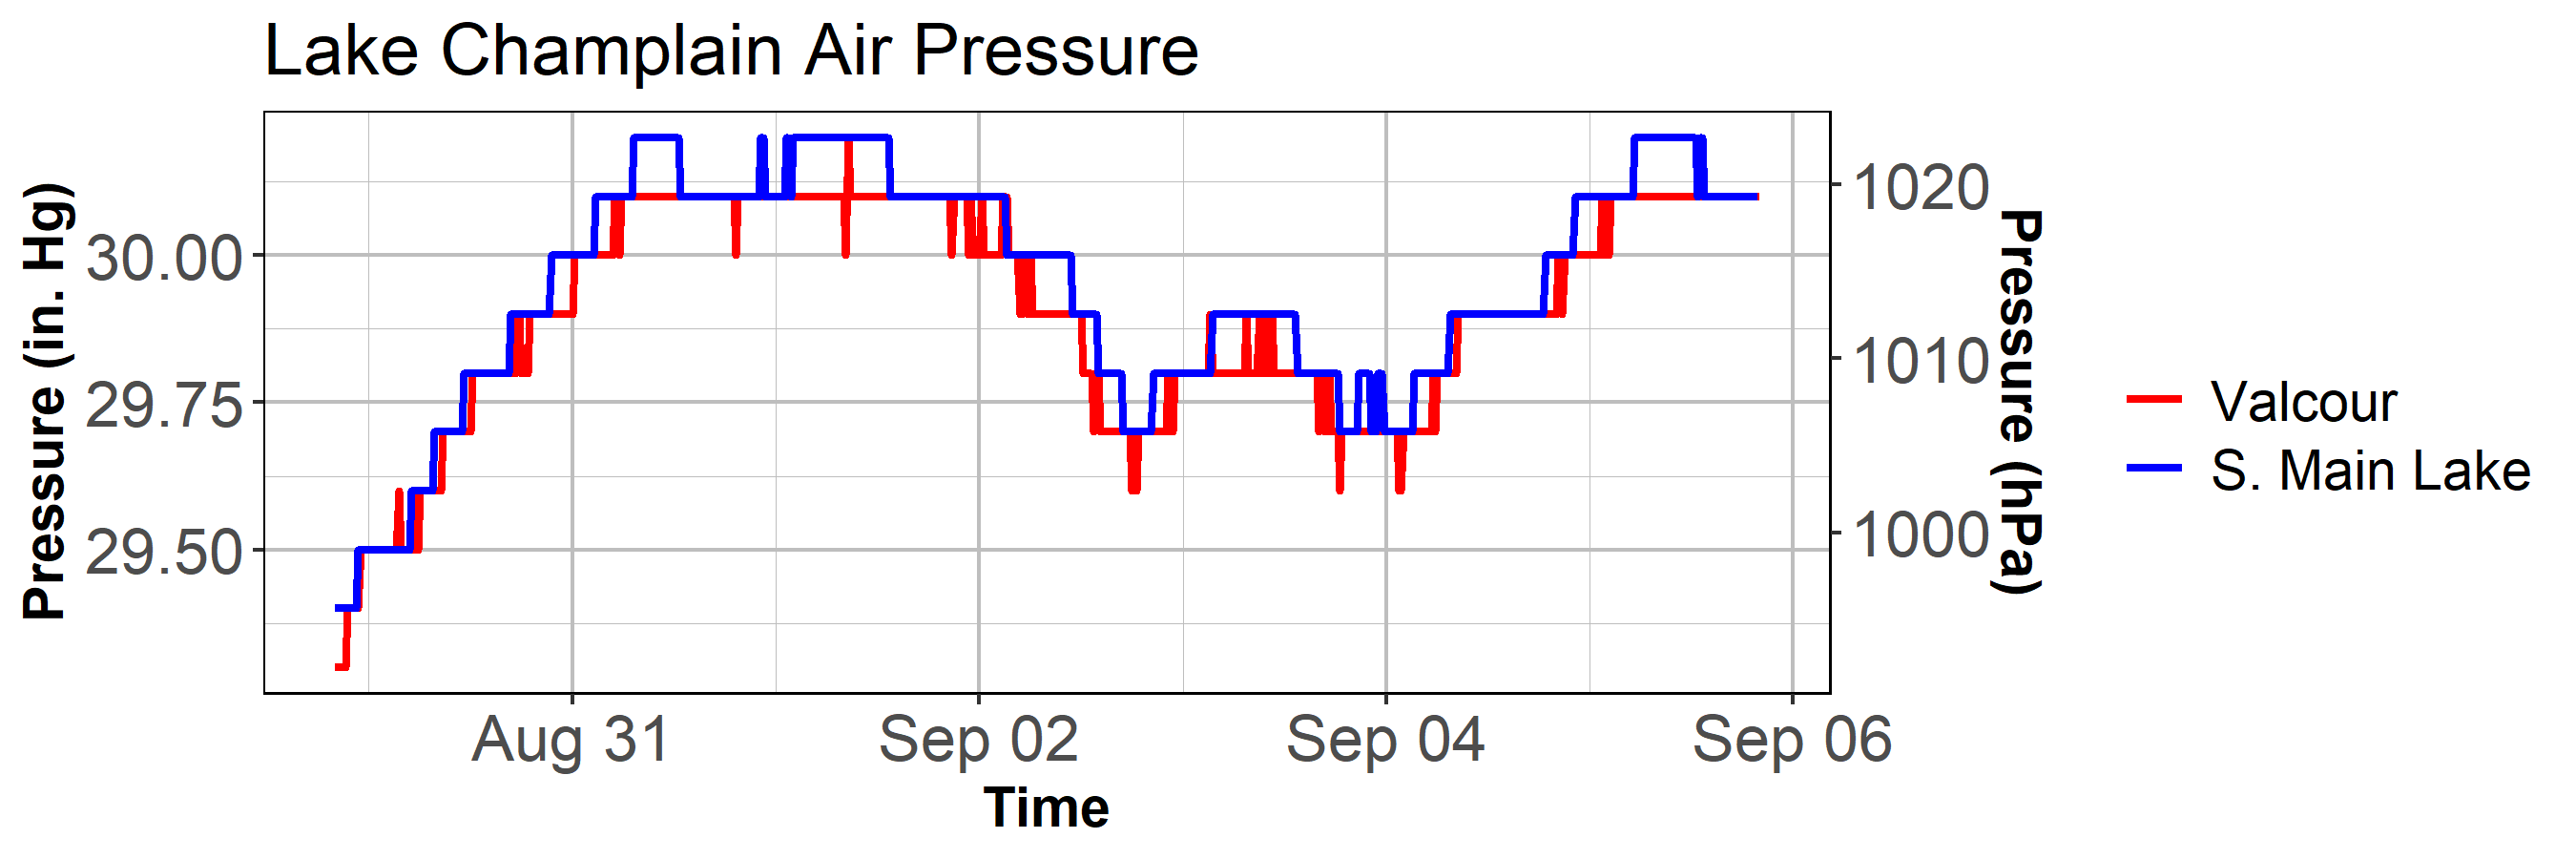 Lake Champlain Air Pressure
Pressure (in. Hg)
30.00
29.75
29.50
1020
1010
1000
Pressure (hPa)
Aug 31
Sep 02
Sep 04
Sep 06
Time
Valcour
S. Main Lake